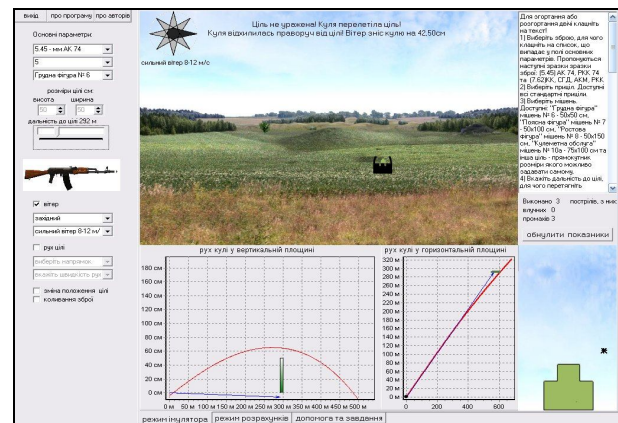 вихід
про програму
про авторів
Основні параметри:
5.45 - мм АК 74
5
Грудна фігура № 6
розміри цілі см:
висота ширина
50 50
дальність до цілі 292 м
вітер
західний
сильний вітер 8-12 м/
рух цілі
виберіть напрямок
вкажіть швидкість рух
зміна положення цілі
коливання зброї
Ціль не уражена! Куля перелетіла ціль!
Куля відхилилась праворуч від цілі! Вітер зніс кулю на 42,50см
сильний вітер 8-12 м/с
рух кулі у вертикальній площині
180 см
160 см
140 см
120 см
100 см
80 см
60 см
40 см
20 см
0 см
0 м 50 м 100 м 150 м 200 м 250 м 300 м 350 м 400 м 450 м 500 м
рух кулі у горизонтальній площині
320 м
300 м
280 м
260 м
240 м
220 м
200 м
180 м
160 м
140 м
120 м
100 м
80 м
60 м
40 м
20 м
0 м
0 200 400 600
режим імулятора
режим розрахунків
допомога та завдання
Для згортання або
розгортання двічі клацніть
на текст!
1) Виберіть зброю, для чого
клацніть на список, що
випадає у полі основних
параметрів. Пропонуються
наступні зразки зразки
зброї: (5.45) АК 74, РКК 74
та (7.62)КК, СГД, АКМ, РКК
2) Виберіть приціл. Доступні
всі стандартні приціли.
3) Виберіть мішень.
Доступні: "Грудна фігура"
мішень № 6 - 50х50 см,
"Поясна фігура" мішень № 7
- 50х100 см, "Ростова
фігура" мішень № 8 - 50х150
см, "Кулеметна обслуга"
мішень № 10а - 75х100 см та
інша ціль - прямокутник
розміри якого можливо
задавати самому.
4) Вкажіть дальність до цілі,
для чого перетягніть
Виконано 3 пострілів, з них:
влучних 0
промахів 3
обнулити показники